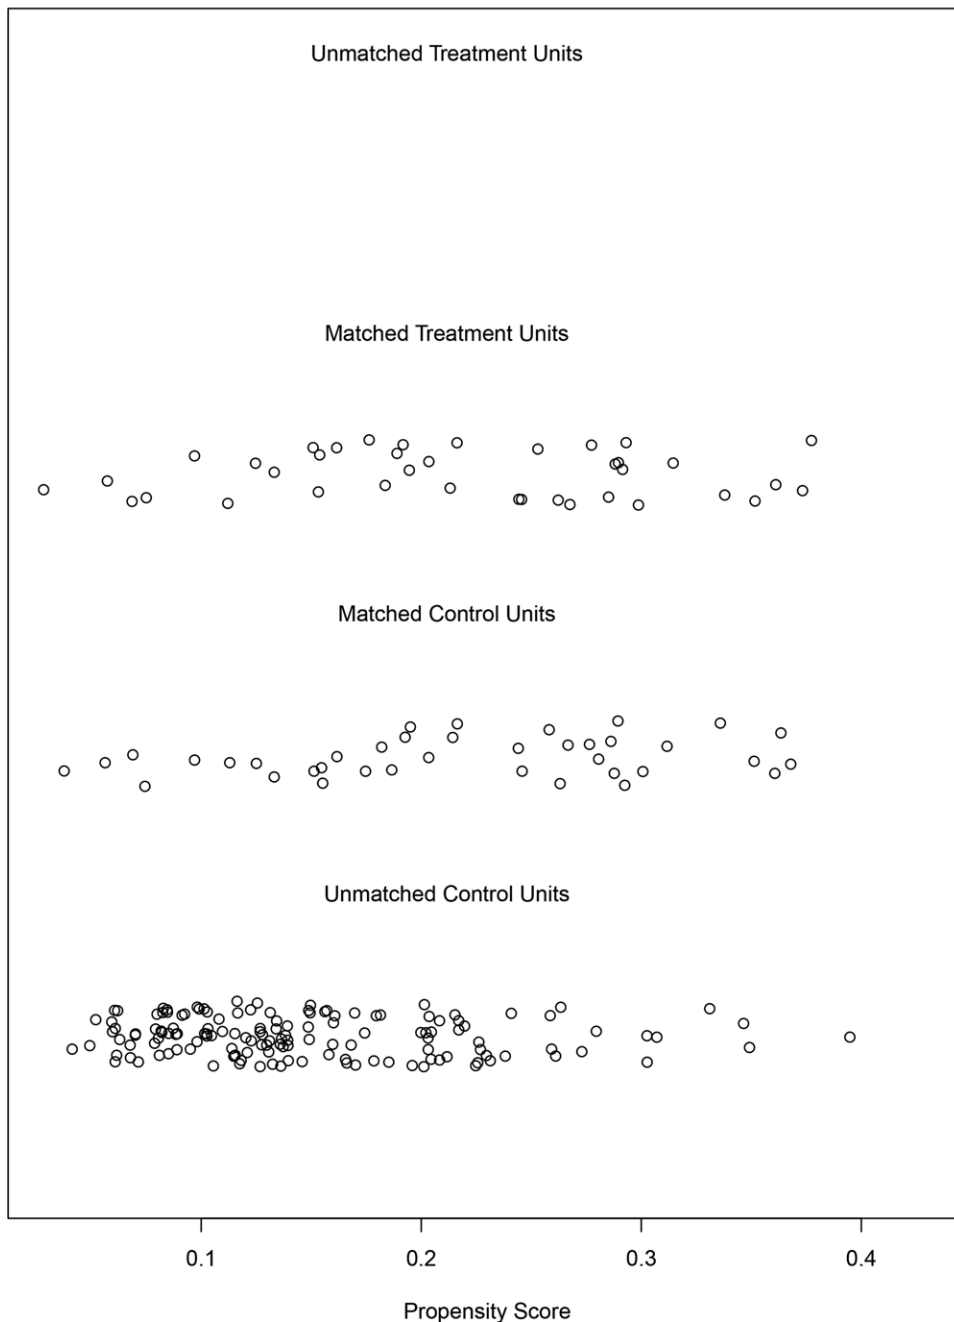 Unmatched Treatment Units
Matched Treatment Units
Matched Control Units
Unmatched Control Units
0.1 0.2 0.3 0.4
Propensity Score